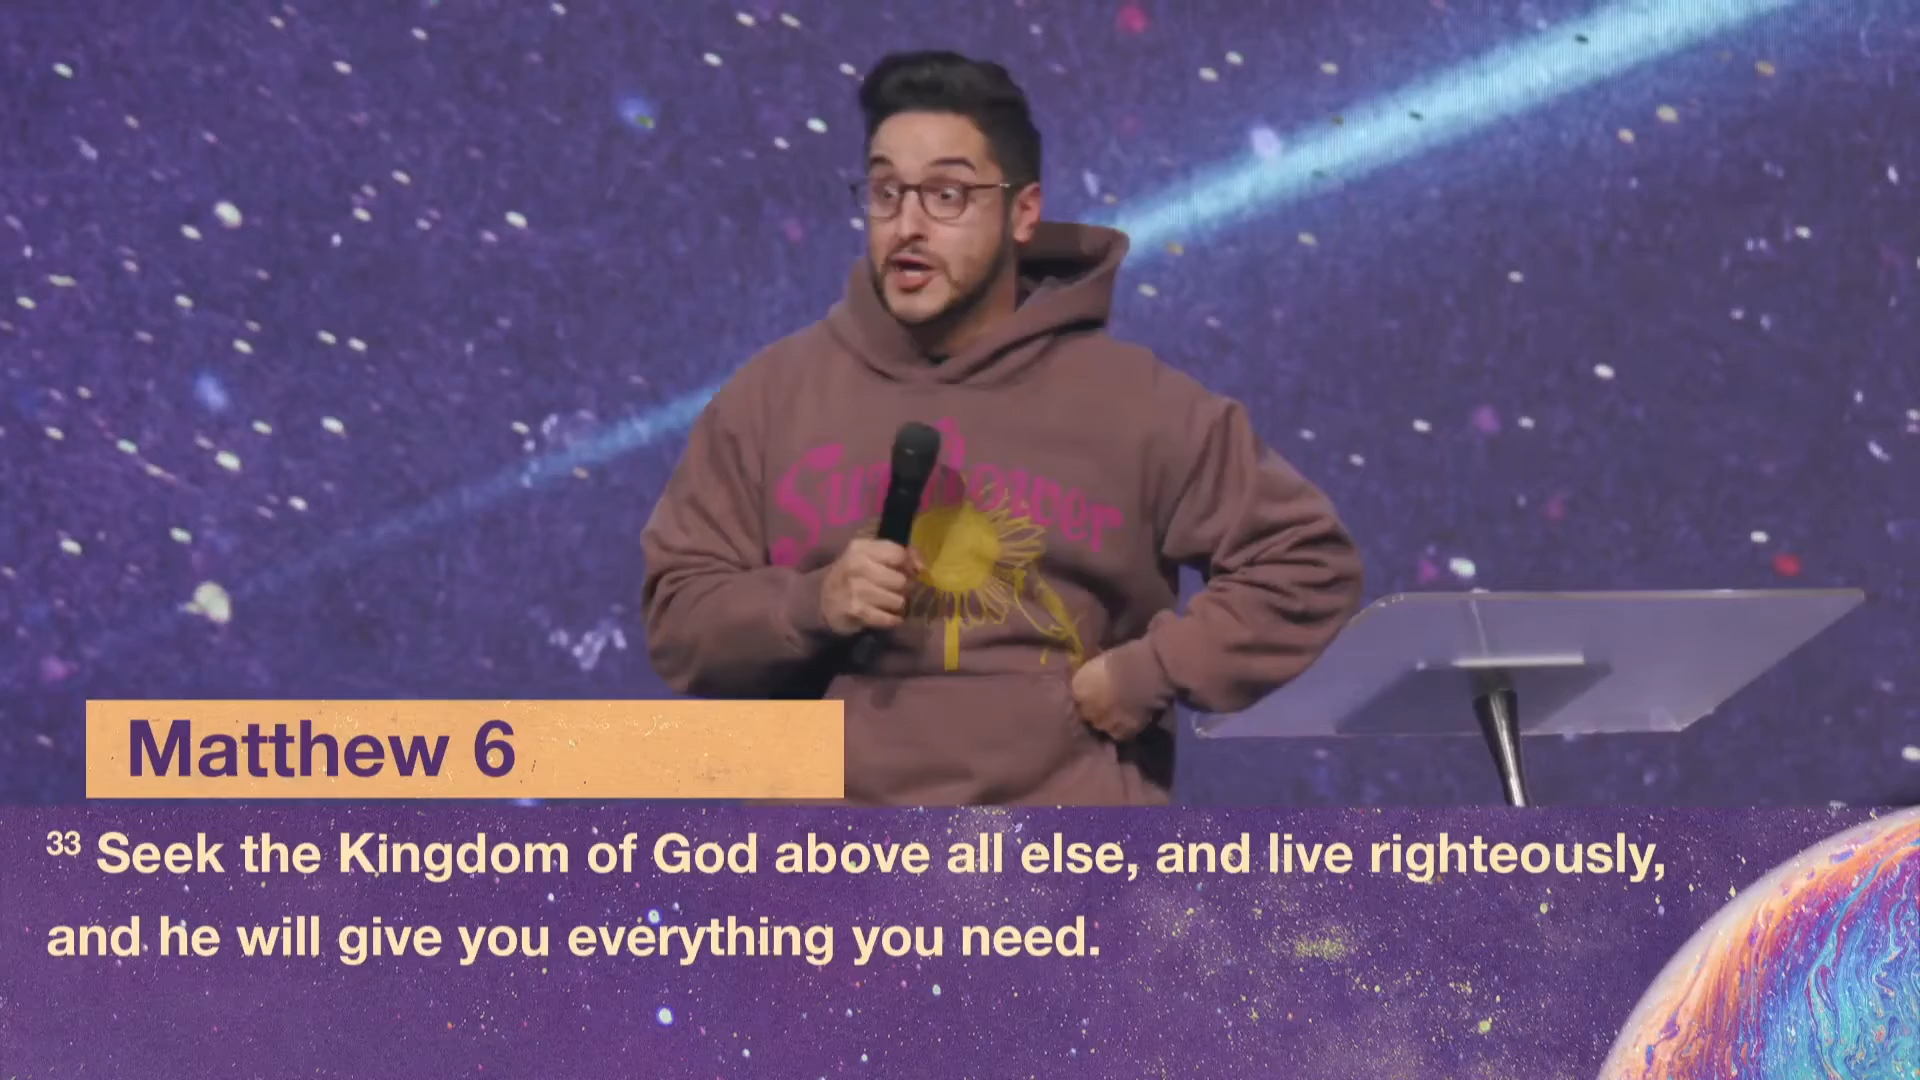 Sunflower
Matthew 6
33 Seek the Kingdom of God above all else, and live righteously,
and he will give you everything you need.